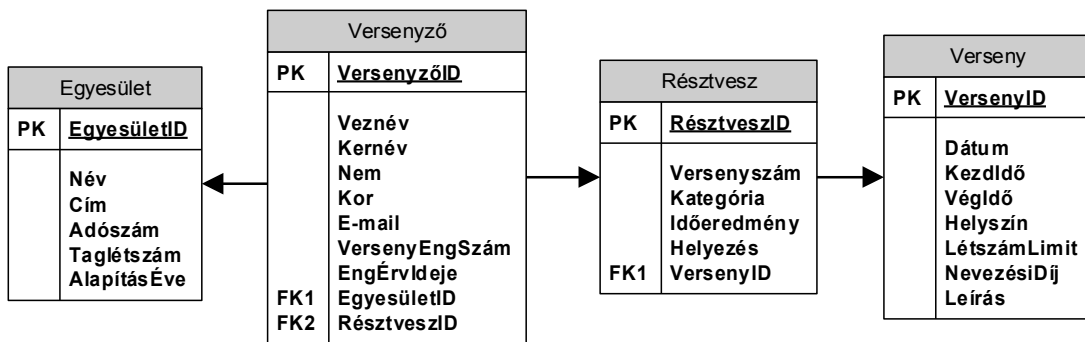 Egyesület
PK EgyesületID
Név
Cím
Adószám
Taglétszám
AlapításÉve
Versenyző
PK VersenyzőID
Veznév
Kernév
Nem
Kor
E-mail
VersenyEngSzám
EngÉrvIdeje
FK1 EgyesületID
FK2 RésztveszID
Résztvesz
PK RésztveszID
Versenyszám
Kategória
Időeredmény
Helyezés
FK1 VersenyID
Verseny
PK VersenyID
Dátum
KezdIdő
VégIdő
Helyszín
LétszámLimit
NevezésiDíj
Leírás